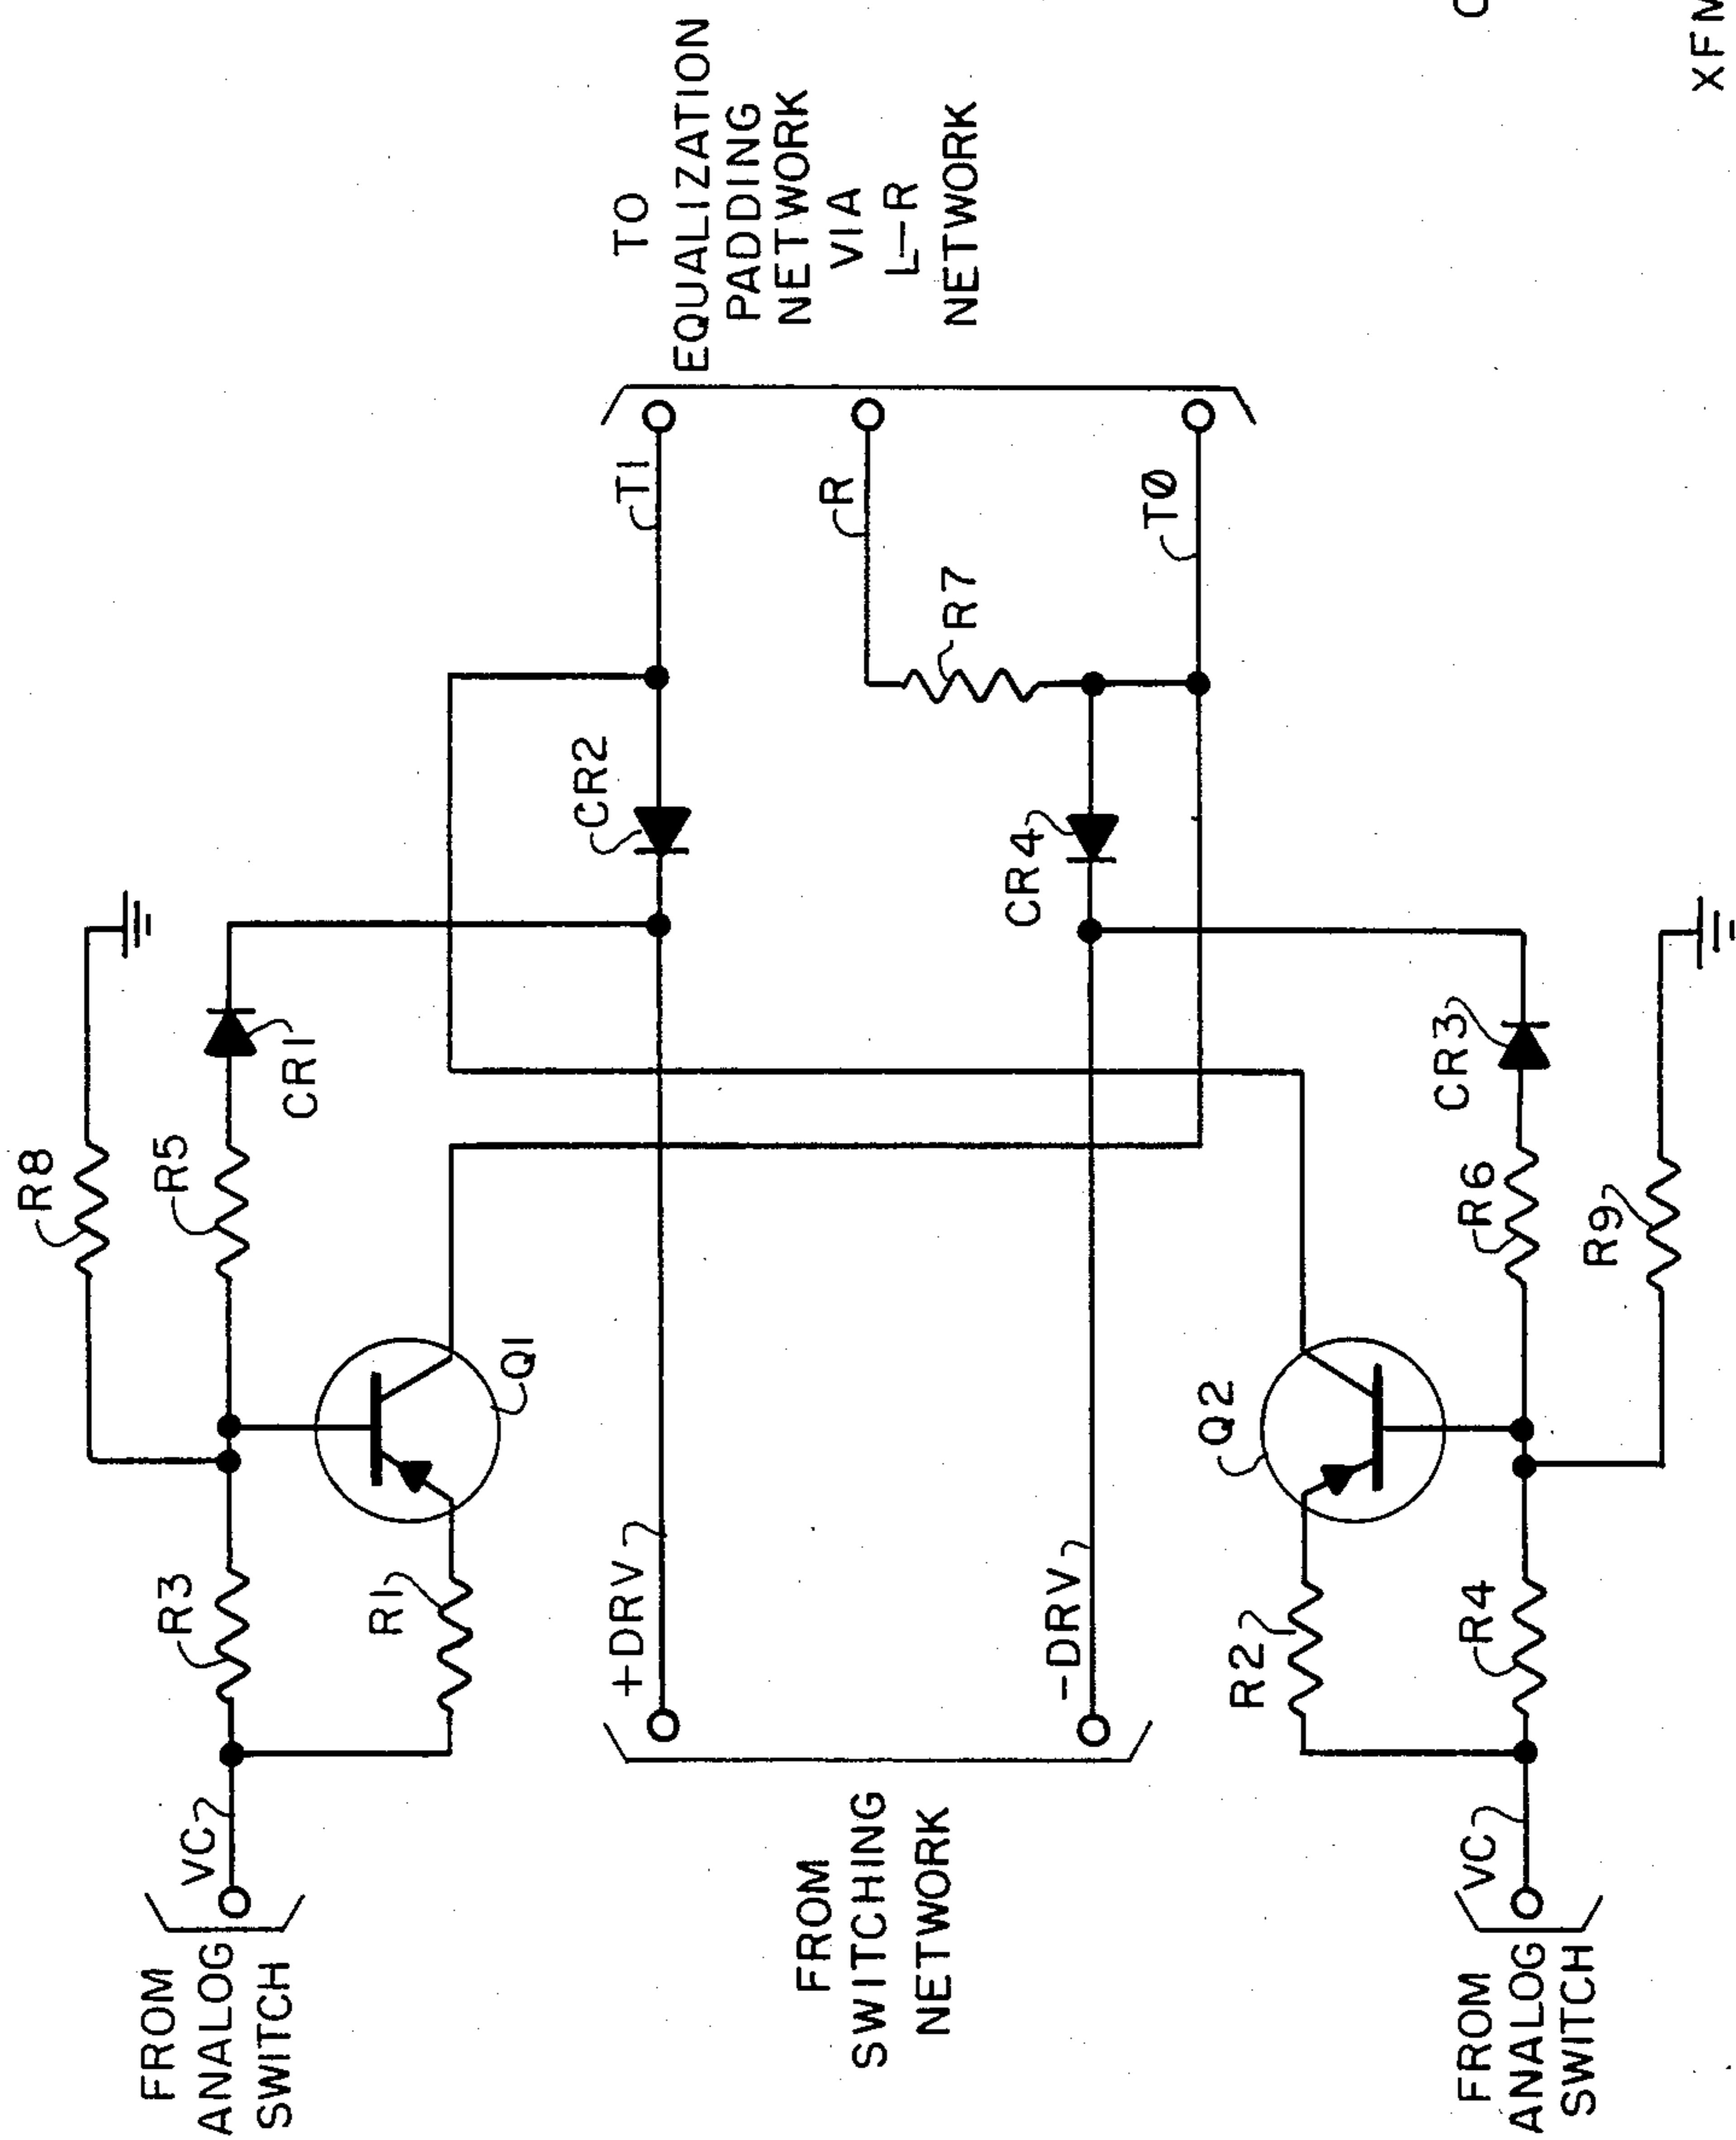 FROM
ANALOG
SWITCH
VC
R3
R1
R8
R5
CR1
Q1
+DRV
CR2
T1
FROM
SWITCHING
NETWORK
-DRV
CR4
R
R7
TØ
TO
EQUALIZATION
PADDING
NETWORK
VIA
L-R
NETWORK
Q2
R2
R4
R6
CR3
R9
VC
FROM
ANALOG
SWITCH